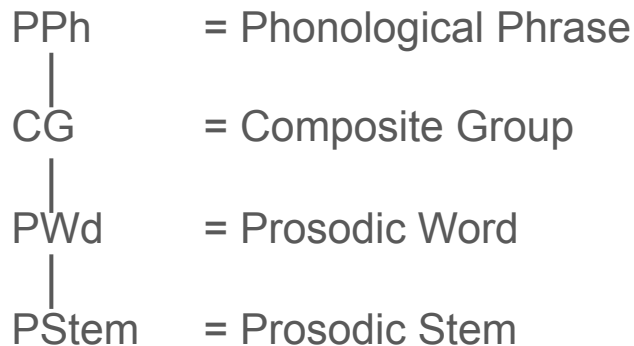 PPh = Phonological Phrase
CG = Composite Group
PWd = Prosodic Word
PStem = Prosodic Stem